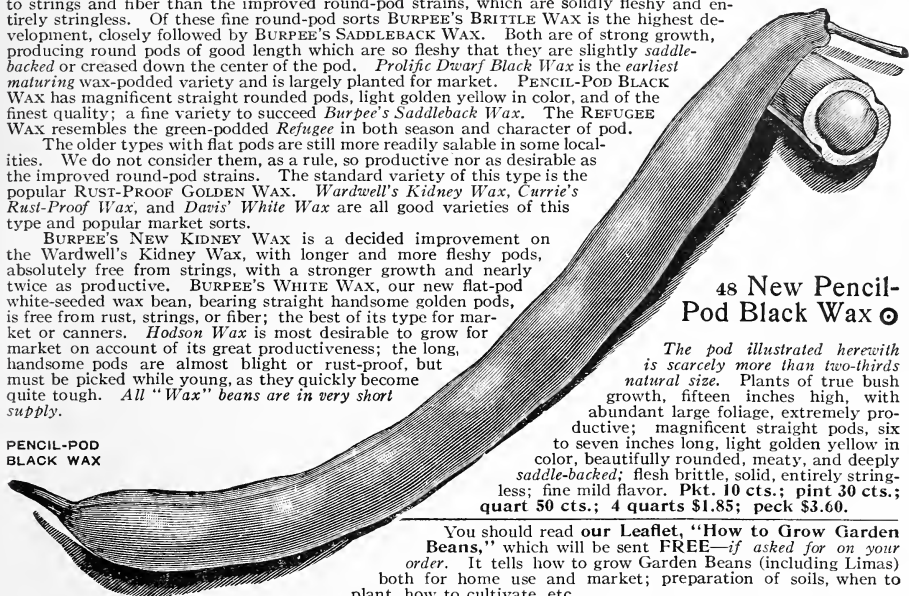 to strings and fiber than the improved round-pod strains, which are solidly fleshy and en-
tirely stringless. Of these fine round-pod sorts BURPEE'S BRITTLE WAX is the highest de-
velopment, closely followed by BURPEE'S SADDLEBACK WAX. Both are of strong growth,
producing round pods of good length which are so fleshy that they are slightly saddle-
backed or creased down the center of the pod. Prolific Dwarf Black Wax is the earliest
maturing wax-podded variety and is largely planted for market. PENCIL-POD BLACK
WAX has magnificent straight rounded pods, light golden yellow in color, and of the
finest quality; a fine variety to succeed Burpee's Saddleback Wax. The REFUGEE
WAX resembles the green-podded Refugee in both season and character of pod.
The older types with flat pods are still more readily salable in some local-
ities. We do not consider them, as a rule, so productive nor as desirable as
the improved round-pod strains. The standard variety of this type is the
popular RUST-PROOF GOLDEN WAX. Wardwell's Kidney Wax, Currie's
Rust-Proof Wax, and Davis' White Wax are all good varieties of this
type and popular market sorts.
BURPEE'S NEW KIDNEY WAX is a decided improvement on
the Wardwell's Kidney Wax, with longer and more fleshy pods,
absolutely free from strings, with a stronger growth and nearly
twice as productive. BURPEE'S WHITE WAX, our new flat-pod
white-seeded wax bean, bearing straight handsome golden pods,
is free from rust, strings, or fiber; the best of its type for mar-
ket or canners. Hodson Wax is most desirable to grow for
market on account of its great productiveness; the long,
handsome pods are almost blight or rust-proof, but
must be picked while young, as they quickly become
quite tough. All "Wax" beans are in very short
supply.
PENCIL-POD
BLACK WAX
48 New Pencil-
Pod Black Wax
The pod illustrated herewith
is scarcely more than two-thirds
natural size. Plants of true bush
growth, fifteen inches high, with
abundant large foliage, extremely pro-
ductive; magnificent straight pods, six
to seven inches long, light golden yellow in
color, beautifully rounded, meaty, and deeply
saddle-backed; flesh brittle, solid, entirely string-
less; fine mild flavor. Pkt. 10 cts.; pint 30 cts.;
quart 50 cts.; 4 quarts $1.85; peck $3.60.
You should read our Leaflet, "How to Grow Garden
Beans," which will be sent FREE—if asked for on your
order. It tells how to grow Garden Beans (including Limas)
both for home use and market; preparation of soils, when to
plant, how to cultivate, etc.